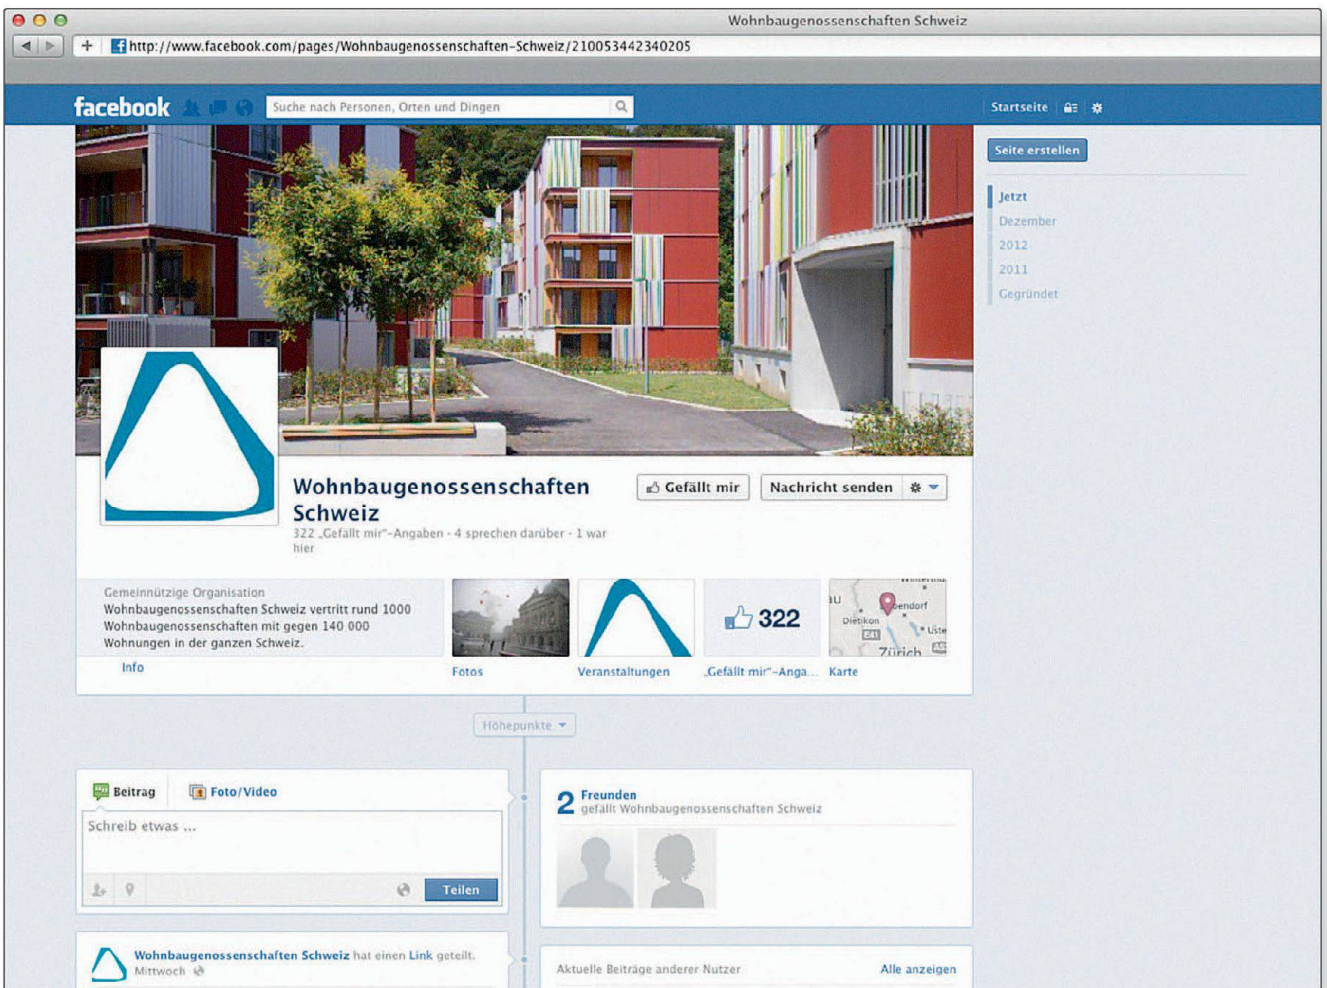 Wohnbaugenossenschaften Schweiz
http://www.facebook.com/pages/Wohnbaugenossenschaften-Schweiz/210053442340205
facebook
Suche nach Personen, Orten und Dingen
Startseite
Seite erstellen
Jetzt
Dezember
2012
2011
Gegründet
Wohnbaugenossenschaften
Schweiz
Gefällt mir
Nachricht senden
322 „Gefällt mir“-Angaben · 4 sprechen darüber · 1 war
hier
Gemeinnützige Organisation
Wohnbaugenossenschaften Schweiz vertritt rund 1000
Wohnbaugenossenschaften mit gegen 140 000
Wohnungen in der ganzen Schweiz.
Info
Fotos
Veranstaltungen
322
„Gefällt mir“-Anga...
Dietikon
E41
Zürich
Karte
Höhepunkte
Beitrag
Foto/Video
Schreib etwas ...
Teilen
2 Freunden
gefällt Wohnbaugenossenschaften Schweiz
Wohnbaugenossenschaften Schweiz hat einen Link geteilt.
Mittwoch
Aktuelle Beiträge anderer Nutzer
Alle anzeigen